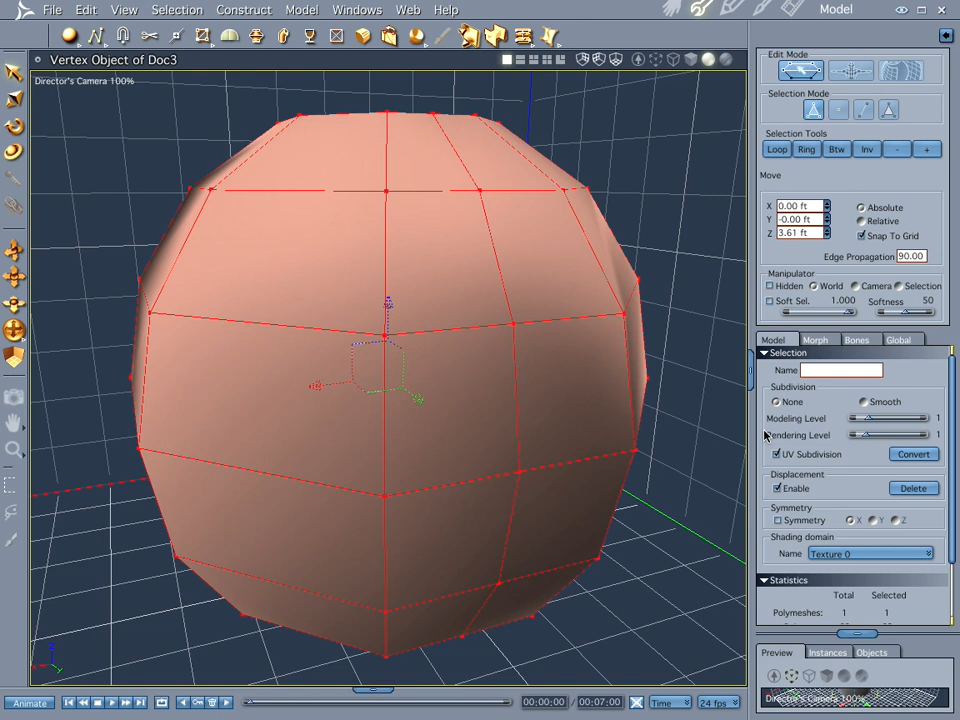 File Edit View Selection Construct Model Windows Web Help Model
Vertex Object of Doc3
Director's Camera 100%
Edit Mode
Selection Mode
Selection Tools
Loop Ring Btw Inv - +
Move
X 0.00 ft
Absolute
Y -0.00 ft
Relative
Z 3.61 ft
Snap To Grid
Edge Propagation 90.00
Manipulator
Hidden World Camera Selection
Soft Sel. 1.000 Softness 50
Model Morph Bones Global
Selection
Name
Subdivision
None Smooth
Modeling Level 1
Rendering Level 1
UV Subdivision Convert
Displacement
Enable Delete
Symmetry
Symmetry X Y Z
Shading domain
Name Texture 0
Statistics
Total Selected
Polymeshes: 1 1
Preview Instances Objects
Director's Camera 100%
Z
Animate 00:00:00 / 00:07:00 Time 24 fps